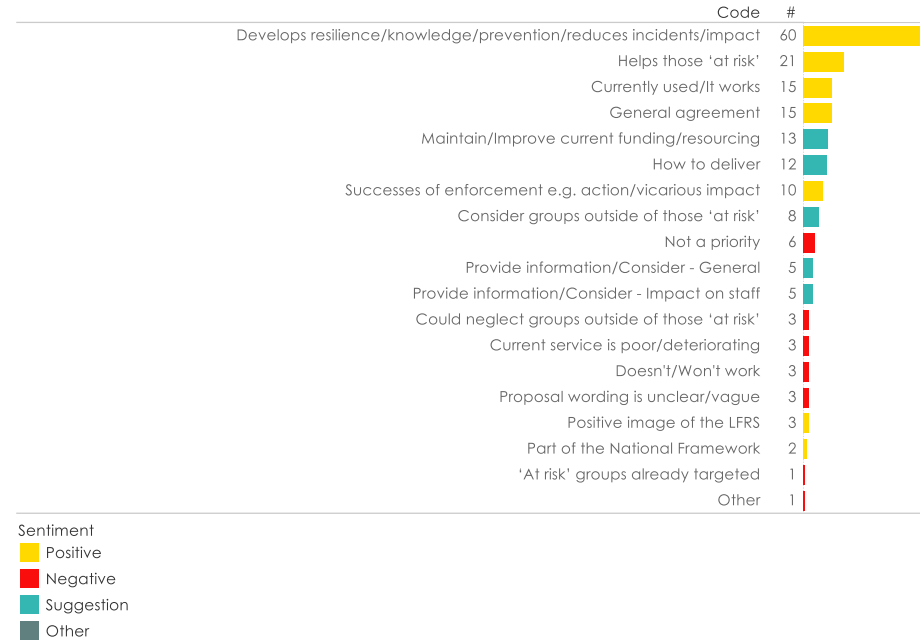 Code #
Develops resilience/knowledge/prevention/reduces incidents/impact 60
Helps those ‘at risk’ 21
Currently used/It works 15
General agreement 15
Maintain/Improve current funding/resourcing 13
How to deliver 12
Successes of enforcement e.g. action/vicarious impact 10
Consider groups outside of those ‘at risk’ 8
Not a priority 6
Provide information/Consider - General 5
Provide information/Consider - Impact on staff 5
Could neglect groups outside of those ‘at risk’ 3
Current service is poor/deteriorating 3
Doesn't/Won't work 3
Proposal wording is unclear/vague 3
Positive image of the LFRS 3
Part of the National Framework 2
‘At risk’ groups already targeted 1
Other 1
Sentiment
Positive
Negative
Suggestion
Other